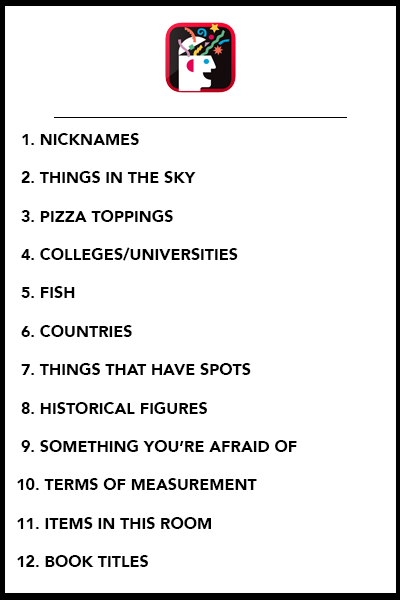 1. NICKNAMES
2. THINGS IN THE SKY
3. PIZZA TOPPINGS
4. COLLEGES/UNIVERSITIES
5. FISH
6. COUNTRIES
7. THINGS THAT HAVE SPOTS
8. HISTORICAL FIGURES
9. SOMETHING YOU’RE AFRAID OF
10. TERMS OF MEASUREMENT
11. ITEMS IN THIS ROOM
12. BOOK TITLES